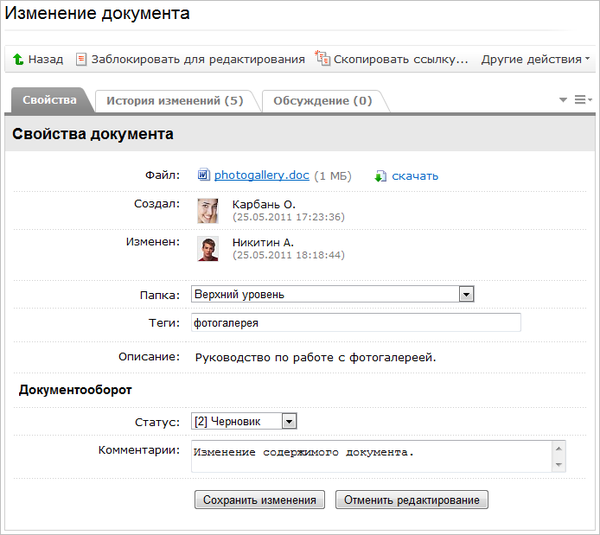 Изменение документа
Назад Заблокировать для редактирования Скопировать ссылку... Другие действия
Свойства История изменений (5) Обсуждение (0)
Свойства документа
Файл: photogallery.doc (1 МБ) скачать
Создал: Карбань О.
(25.05.2011 17:23:36)
Изменен: Никитин А.
(25.05.2011 18:18:44)
Папка: Верхний уровень
Теги: фотогалерея
Описание: Руководство по работе с фотогалереей.
Документооборот
Статус: [2] Черновик
Комментарии: Изменение содержимого документа.
Сохранить изменения Отменить редактирование